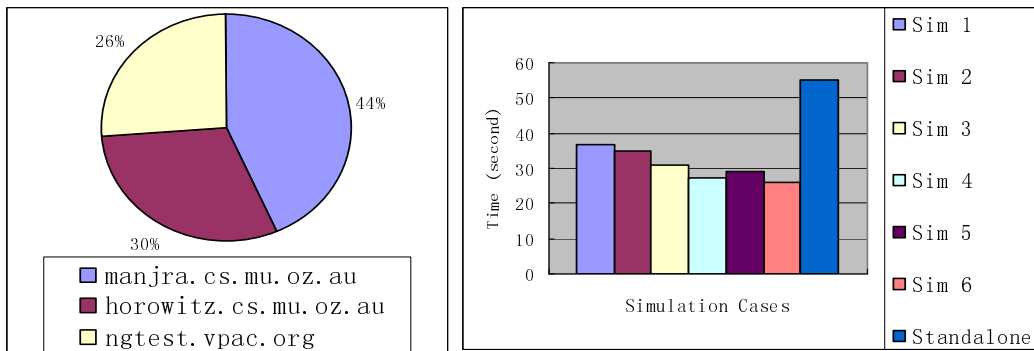 26%
44%
30%
manjra.cs.mu.oz.au
horowitz.cs.mu.oz.au
ngtest.vpac.org
Time (second)
60
50
40
30
20
10
0
Simulation Cases
Sim 1
Sim 2
Sim 3
Sim 4
Sim 5
Sim 6
Standalone